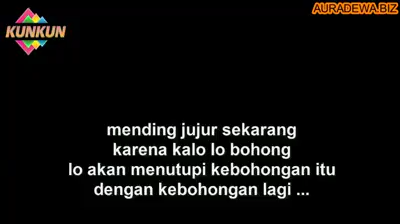 KUNKUN
AURADEWA.BIZ
mending jujur sekarang
karena kalo lo bohong
lo akan menutupi kebohongan itu
dengan kebohongan lagi ...